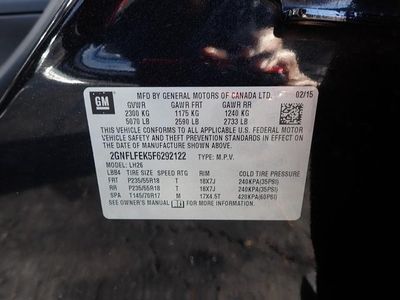 GM
MFD BY GENERAL MOTORS OF CANADA LTD. 02/15
GVWR GAWR FRT GAWR RR
2300 KG 1175 KG 1240 KG
5070 LB 2590 LB 2733 LB
THIS VEHICLE CONFORMS TO ALL APPLICABLE U.S. FEDERAL MOTOR
VEHICLE SAFETY AND THEFT PREVENTION STANDARDS IN EFFECT ON
THE DATE OF MANUFACTURE SHOWN ABOVE.
2GNFLFEK5F6292122 TYPE: M.P.V.
MODEL: LH26
LBB4 TIRE SIZE SPEED RTG RIM COLD TIRE PRESSURE
FRT P235/55R18 T 18X7J 240KPA(35PSI)
RR P235/55R18 T 18X7J 240KPA(35PSI)
SPA T145/70R17 M 17X4.5T 420KPA(60PSI)
SEE OWNER'S MANUAL FOR ADDITIONAL INFORMATION.